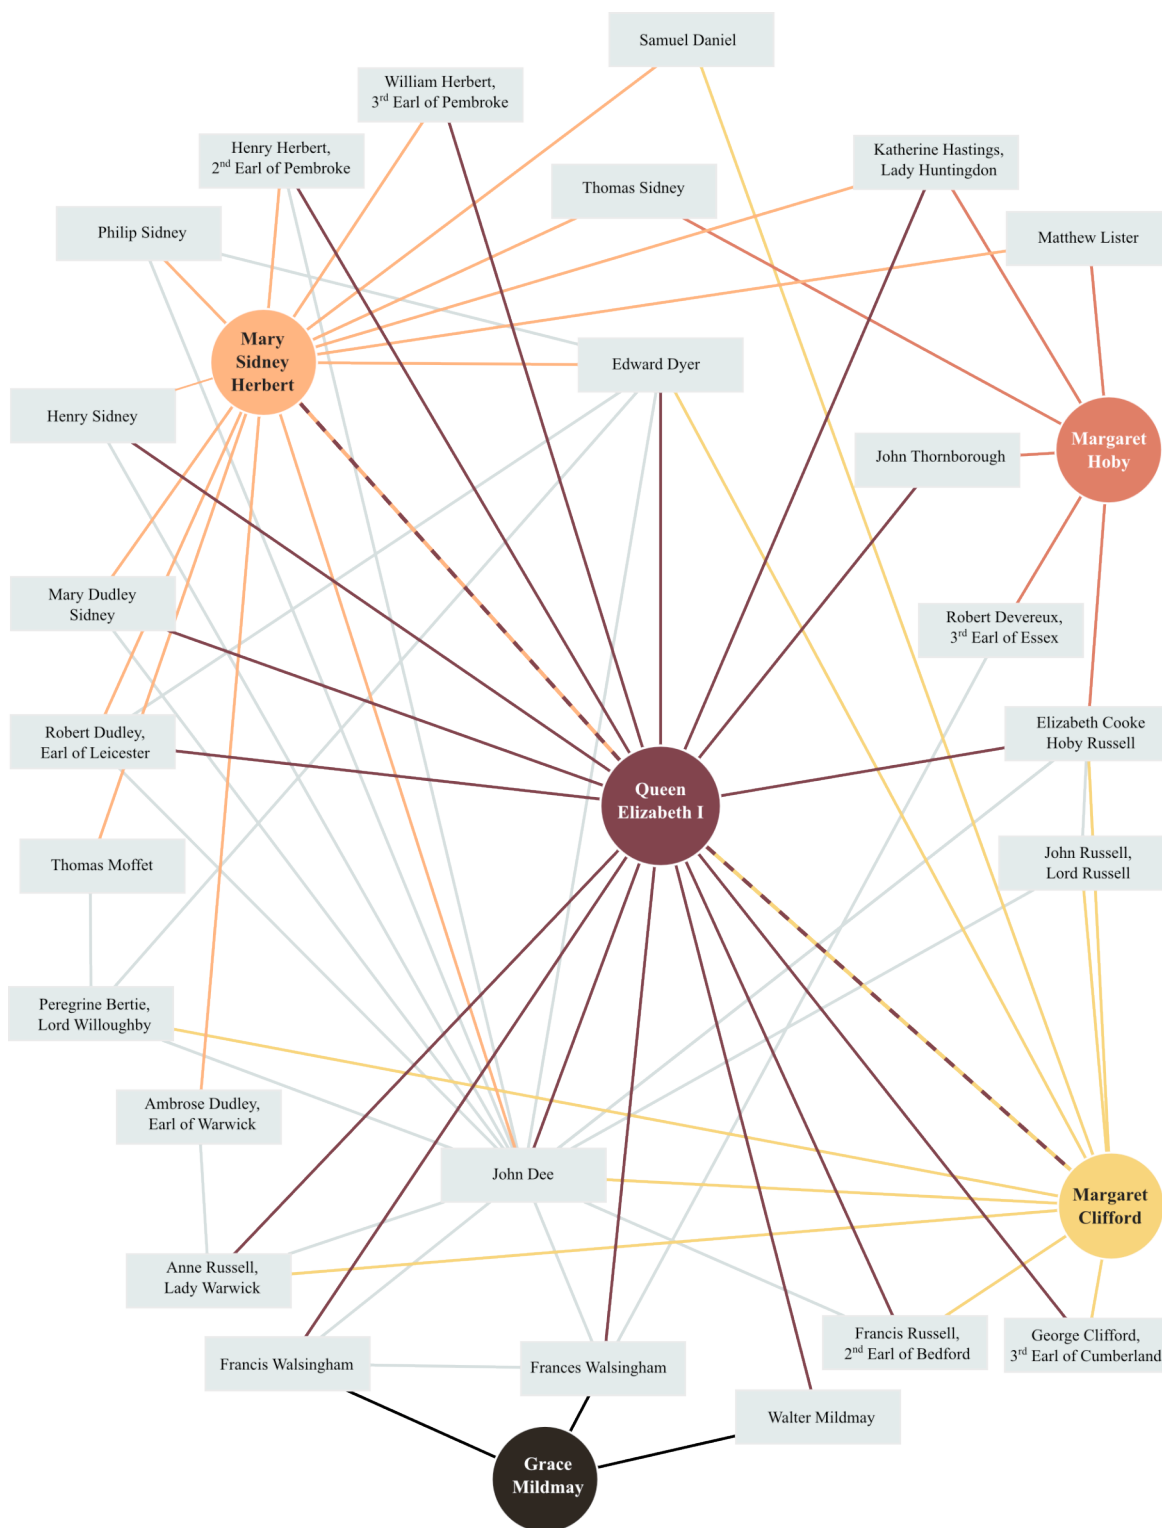 Samuel Daniel
William Herbert,
3rd Earl of Pembroke
Henry Herbert,
2nd Earl of Pembroke
Katherine Hastings,
Lady Huntingdon
Thomas Sidney
Philip Sidney
Matthew Lister
Mary
Sidney
Herbert
Edward Dyer
Henry Sidney
Margaret
Hoby
John Thornborough
Mary Dudley
Sidney
Robert Devereux,
3rd Earl of Essex
Robert Dudley,
Earl of Leicester
Elizabeth Cooke
Hoby Russell
Queen
Elizabeth I
Thomas Moffet
John Russell,
Lord Russell
Peregrine Bertie,
Lord Willoughby
Ambrose Dudley,
Earl of Warwick
John Dee
Margaret
Clifford
Anne Russell,
Lady Warwick
Francis Walsingham
Frances Walsingham
Francis Russell,
2nd Earl of Bedford
George Clifford,
3rd Earl of Cumberland
Walter Mildmay
Grace
Mildmay